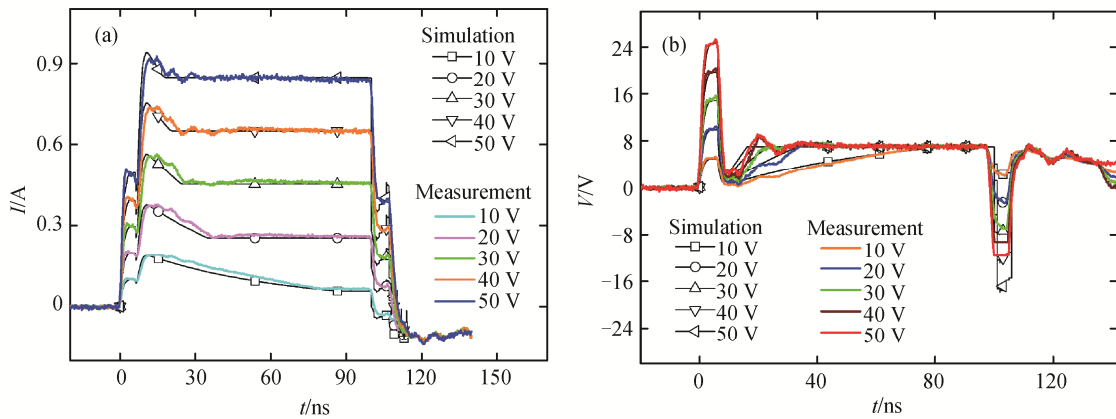 (a)
I/A
0.9
0.6
0.3
0
0
30
60
90
120
150
t/ns
Simulation
10 V
20 V
30 V
40 V
50 V
Measurement
10 V
20 V
30 V
40 V
50 V
(b)
V/V
24
16
8
0
−8
−16
−24
0
40
80
120
t/ns
Simulation
10 V
20 V
30 V
40 V
50 V
Measurement
10 V
20 V
30 V
40 V
50 V